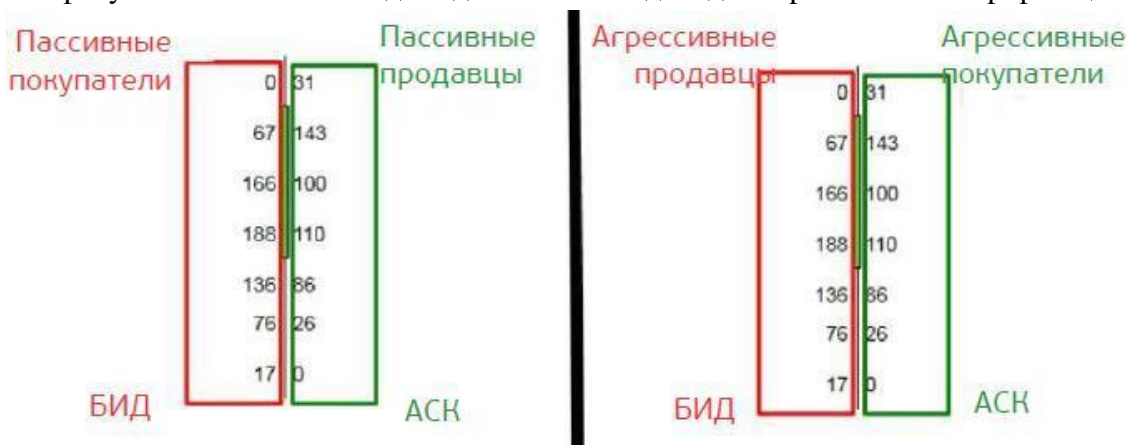 Пассивные покупатели
Пассивные продавцы
0 31
67 143
166 100
188 110
136 86
76 26
17 0
БИД
АСК
Агрессивные продавцы
Агрессивные покупатели
0 31
67 143
166 100
188 110
136 86
76 26
17 0
БИД
АСК